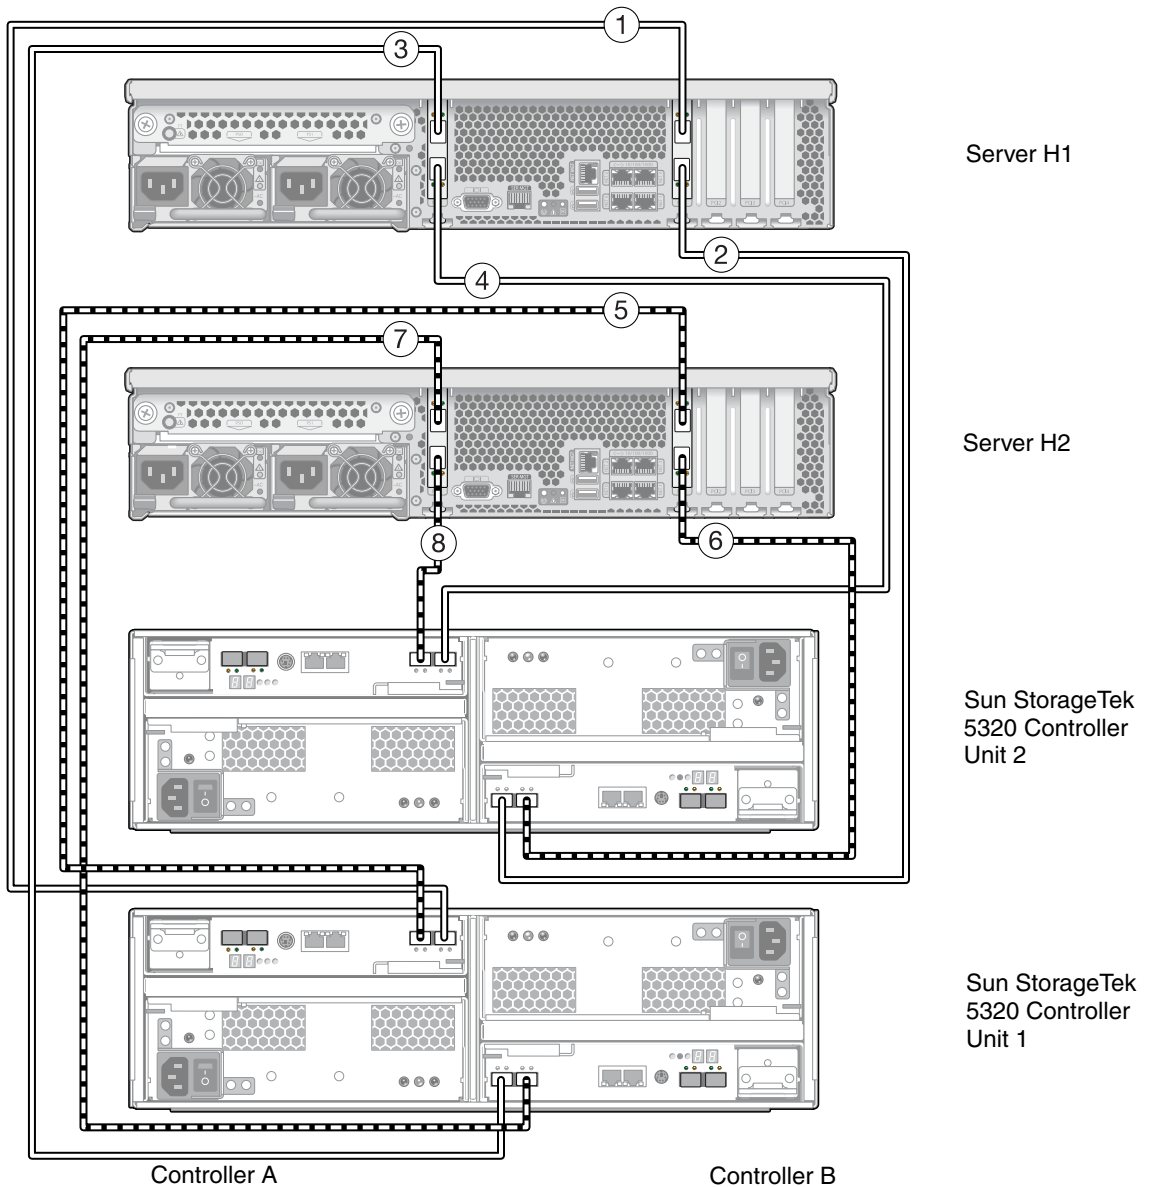 1
3
Server H1
2
4
5
7
Server H2
8
6
Sun StorageTek
5320 Controller
Unit 2
Sun StorageTek
5320 Controller
Unit 1
Controller A
Controller B